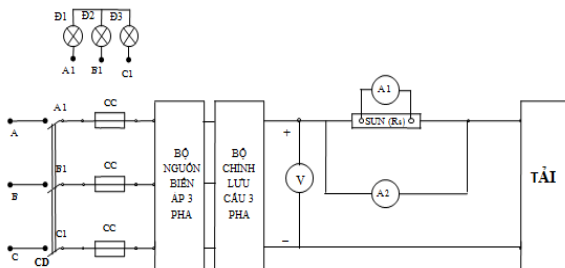 Đ1 Đ2 Đ3
A1 B1 C1
A1
SUN (Rs)
A A1 CC
B B1 CC
C C1 CC
CD
BỘ
NGUỒN
BIẾN
ÁP 3
PHA
BỘ
CHỈNH
LƯU
CẦU 3
PHA
+
V
–
A2
TẢI